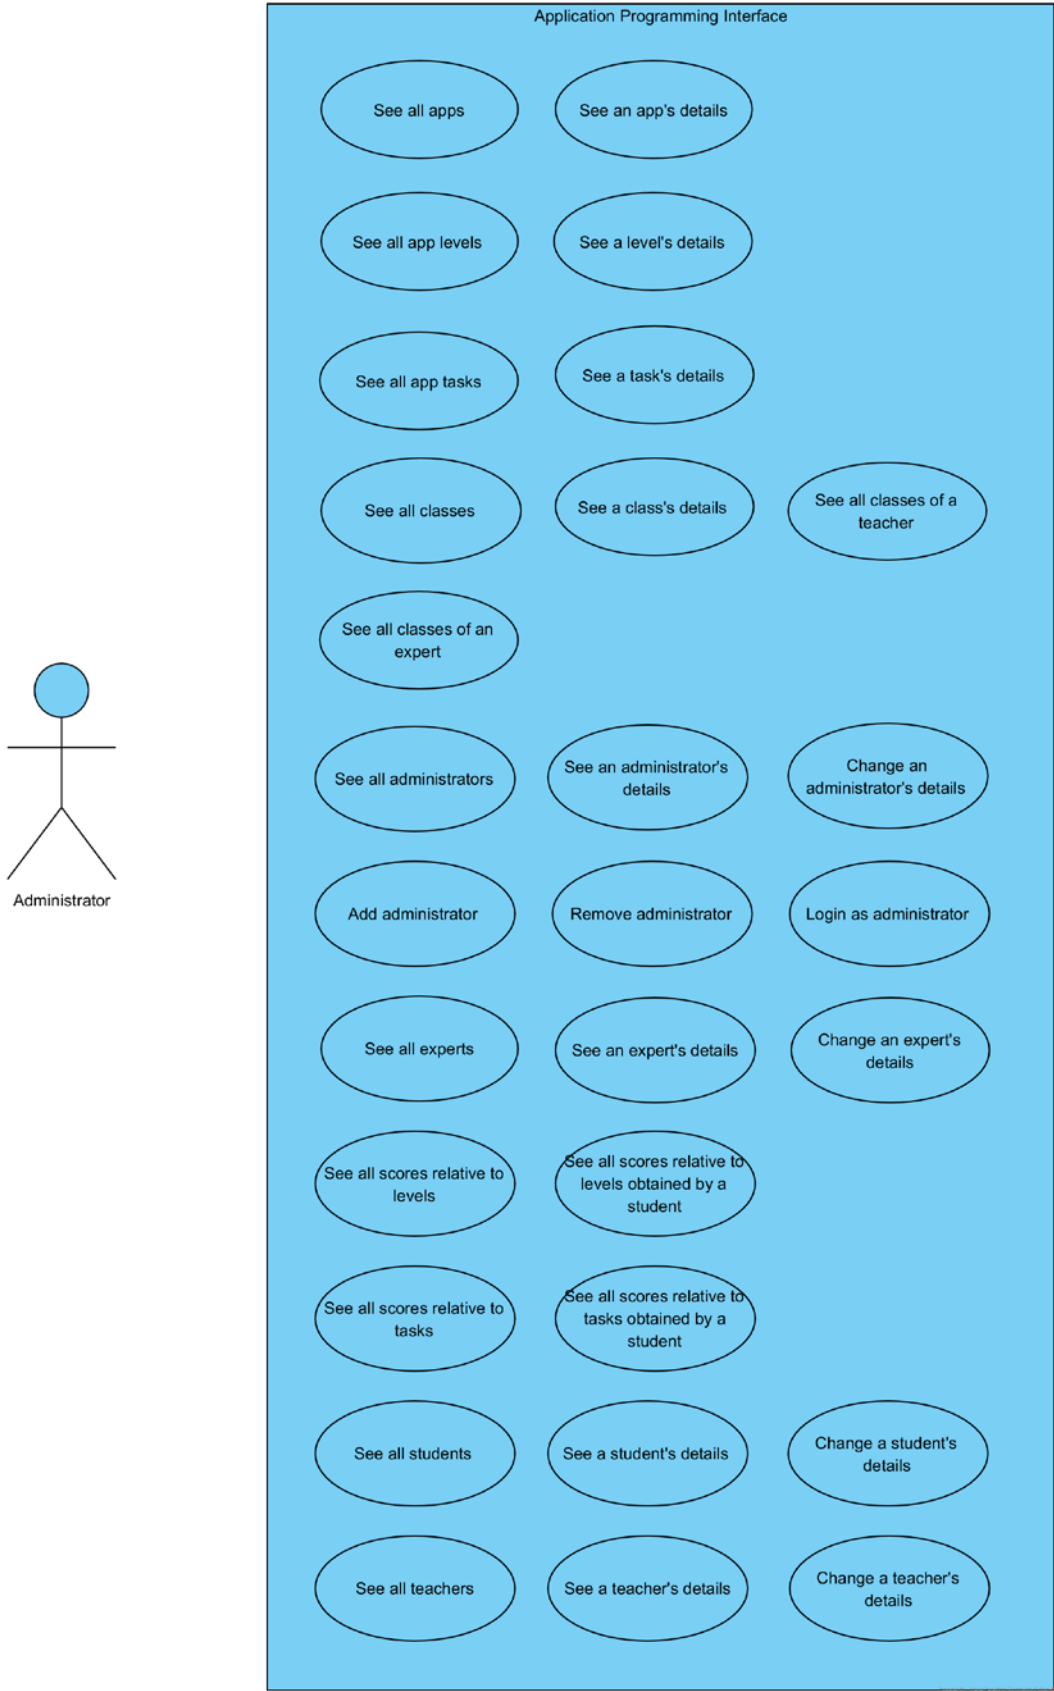 Application Programming Interface
See all apps
See an app's details
See all app levels
See a level's details
See all app tasks
See a task's details
See all classes
See a class's details
See all classes of a
teacher
See all classes of an
expert
See all administrators
See an administrator's
details
Change an
administrator's details
Administrator
Add administrator
Remove administrator
Login as administrator
See all experts
See an expert's details
Change an expert's
details
See all scores relative to
levels
See all scores relative to
levels obtained by a
student
See all scores relative to
tasks
See all scores relative to
tasks obtained by a
student
See all students
See a student's details
Change a student's
details
See all teachers
See a teacher's details
Change a teacher's
details